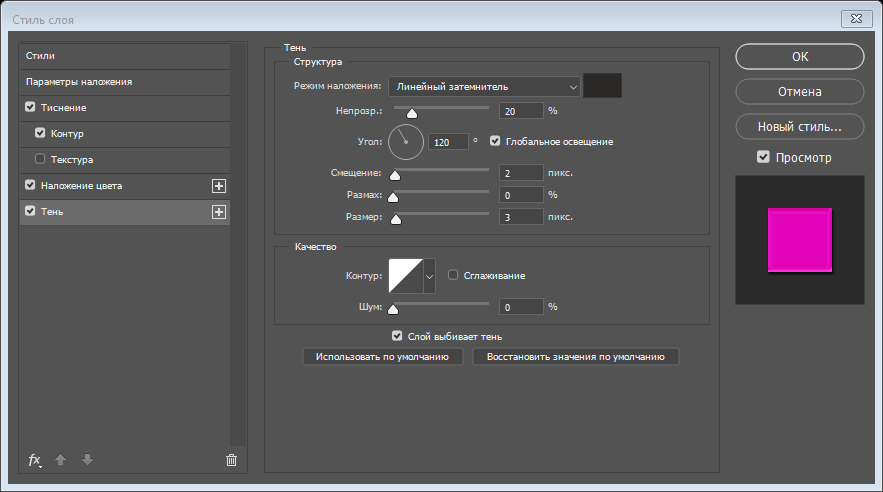 Стиль слоя
Стили
Параметры наложения
Тиснение
Контур
Текстура
Наложение цвета
Тень
fx
Тень
Структура
Режим наложения: Линейный затемнитель
Непрозр.: 20 %
Угол: 120 ° Глобальное освещение
Смещение: 2 пикс.
Размах: 0 %
Размер: 3 пикс.
Качество
Контур: Сглаживание
Шум: 0 %
Слой выбивает тень
Использовать по умолчанию Восстановить значения по умолчанию
ОК
Отмена
Новый стиль...
Просмотр